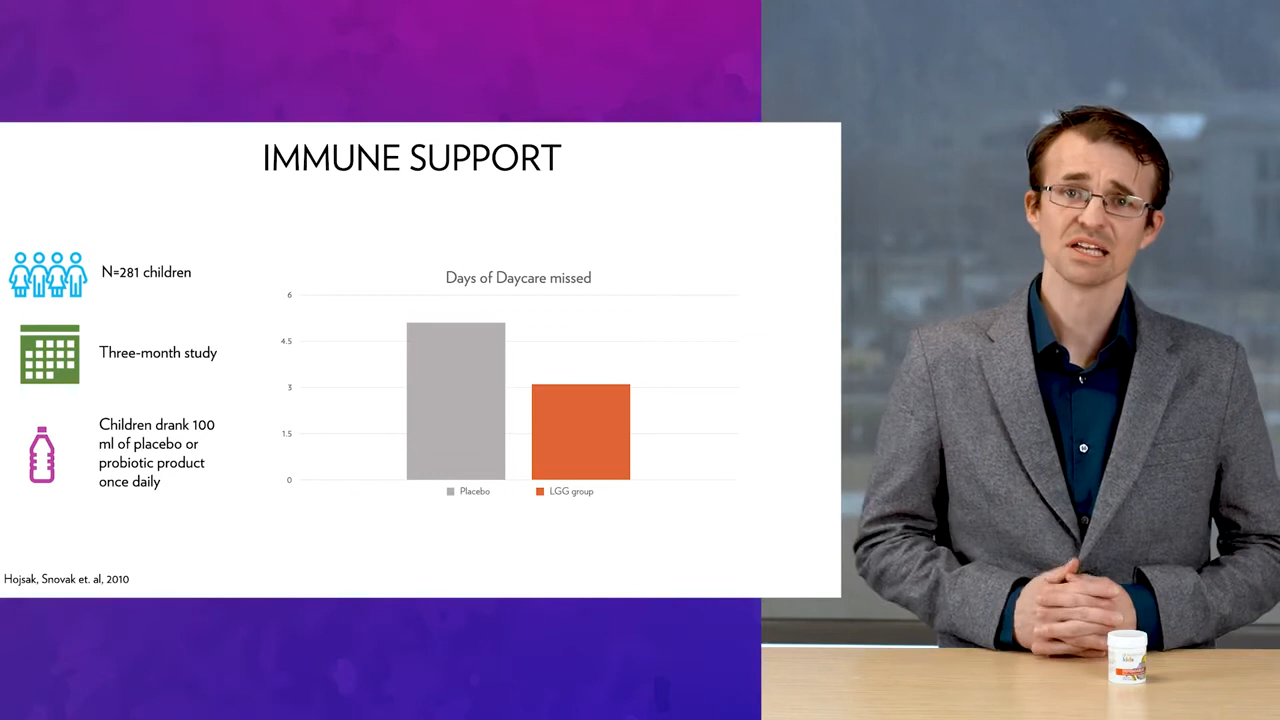 IMMUNE SUPPORT
N=281 children
Three-month study
Children drank 100
ml of placebo or
probiotic product
once daily
Days of Daycare missed
6
4.5
3
1.5
0
Placebo
LGG group
Hojsak, Snovak et. al, 2010
kids